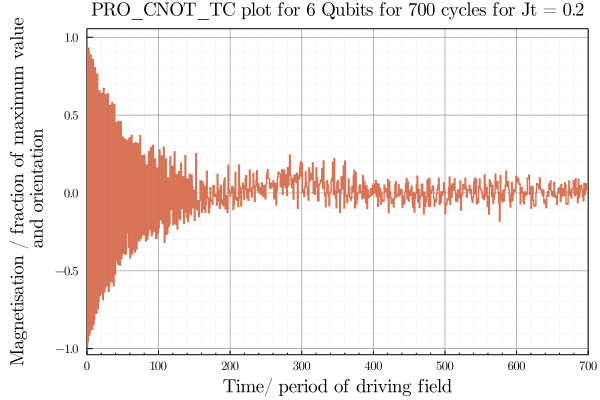 PRO_CNOT_TC plot for 6 Qubits for 700 cycles for Jt = 0.2
Magnetisation / fraction of maximum value
and orientation
1.0
0.5
0.0
−0.5
−1.0
0 100 200 300 400 500 600 700
Time/ period of driving field